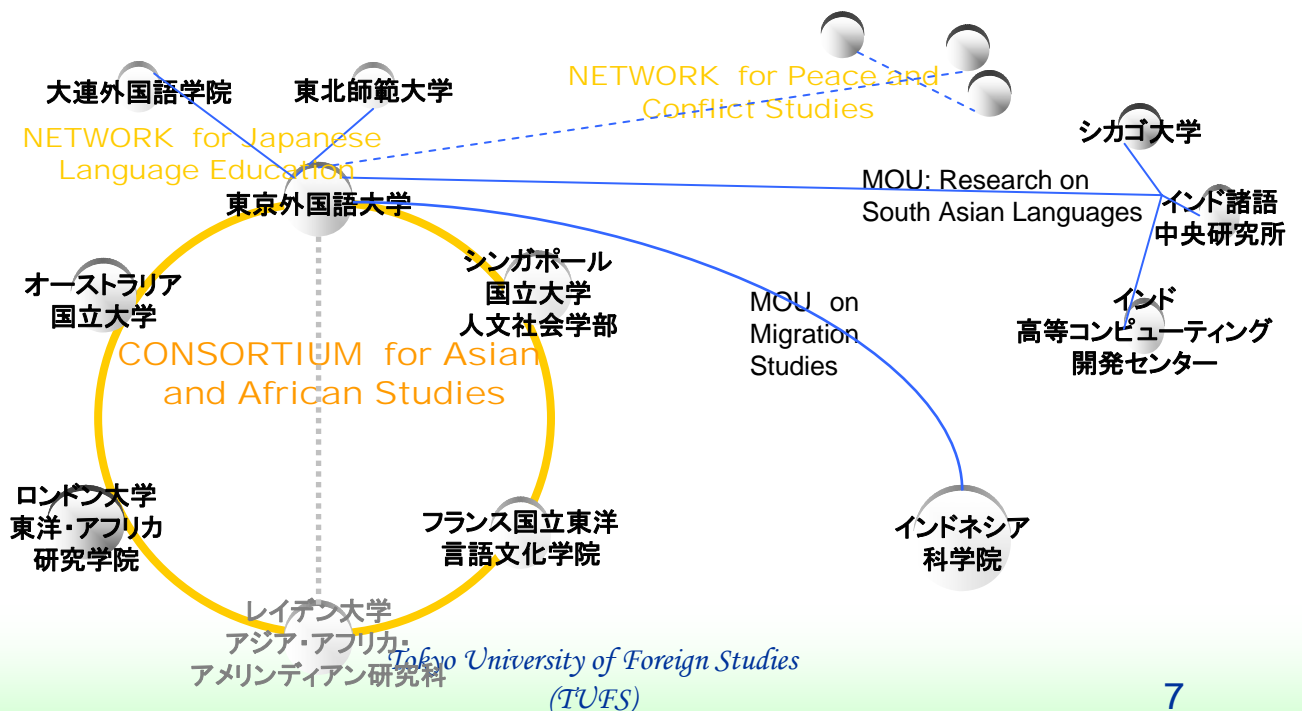 大連外国語学院
東北師範大学
NETWORK for Peace and
Conflict Studies
NETWORK for Japanese
Language Education
シカゴ大学
東京外国語大学
MOU: Research on
South Asian Languages
インド諸語
中央研究所
オーストラリア
国立大学
シンガポール
国立大学
人文社会学部
MOU on
Migration
Studies
インド
高等コンピューティング
開発センター
CONSORTIUM for Asian
and African Studies
ロンドン大学
東洋・アフリカ
研究学院
フランス国立東洋
言語文化学院
インドネシア
科学院
レイデン大学
アジア・アフリカ・
アメリンディアン研究科
Tokyo University of Foreign Studies
(TUFS)
7